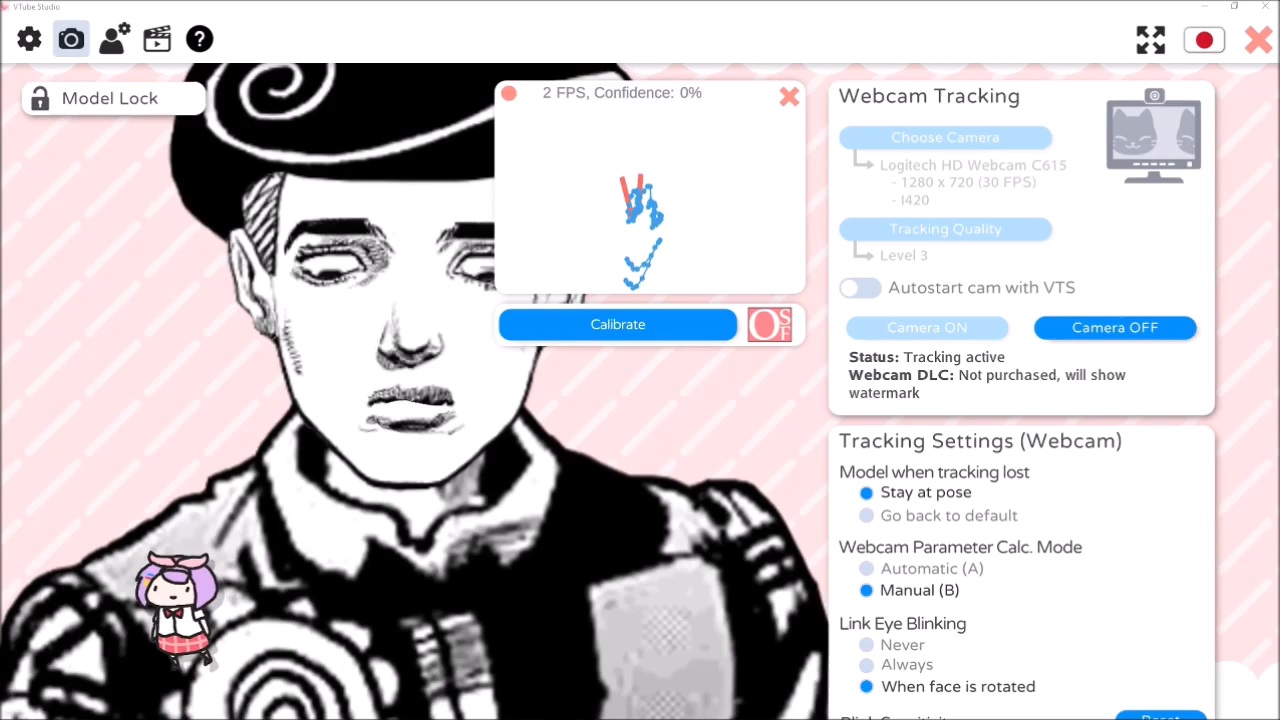 VTube Studio
Model Lock
2 FPS, Confidence: 0%
Calibrate
OSF
Webcam Tracking
Choose Camera
Logitech HD Webcam C615
- 1280 x 720 (30 FPS)
- I420
Tracking Quality
Level 3
Autostart cam with VTS
Camera ON
Camera OFF
Status: Tracking active
Webcam DLC: Not purchased, will show
watermark
Tracking Settings (Webcam)
Model when tracking lost
Stay at pose
Go back to default
Webcam Parameter Calc. Mode
Automatic (A)
Manual (B)
Link Eye Blinking
Never
Always
When face is rotated
Blink Sensitivity
Reset